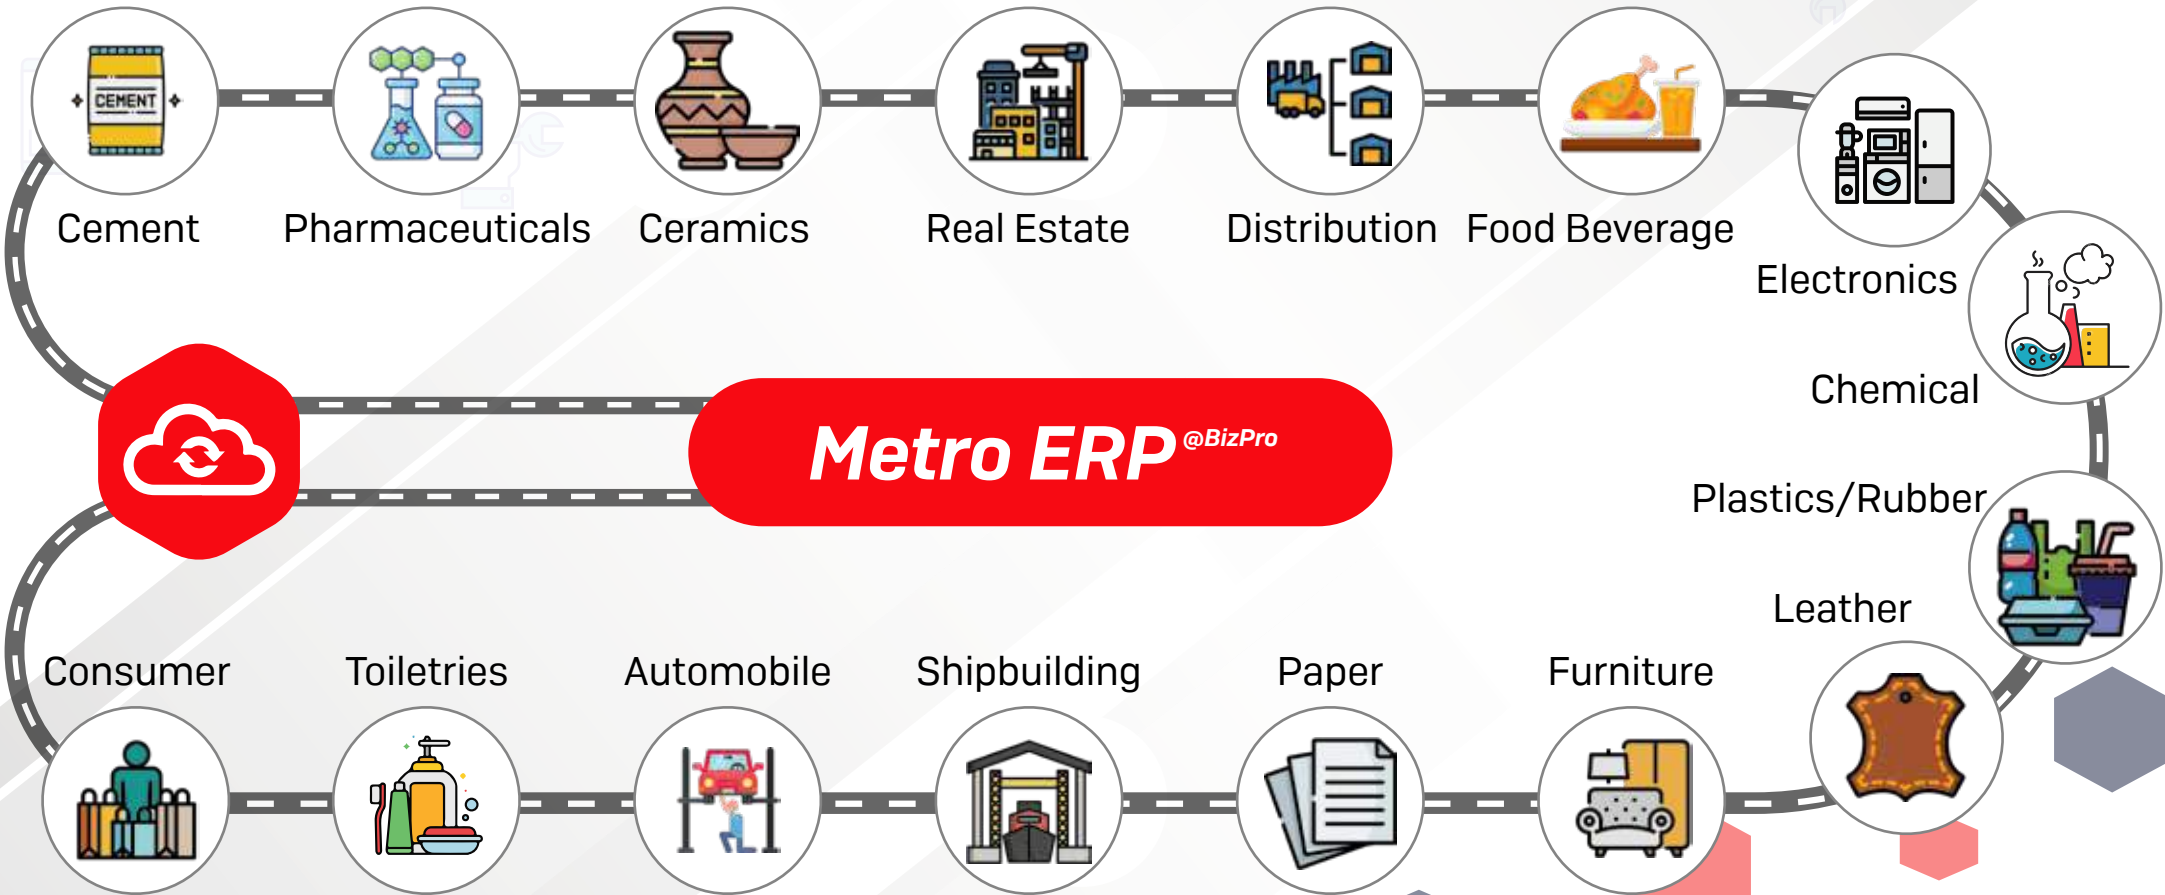 CEMENT
Cement
Pharmaceuticals
Ceramics
Real Estate
Distribution
Food Beverage
Electronics
Chemical
Metro ERP @BizPro
Plastics/Rubber
Leather
Consumer
Toiletries
Automobile
Shipbuilding
Paper
Furniture